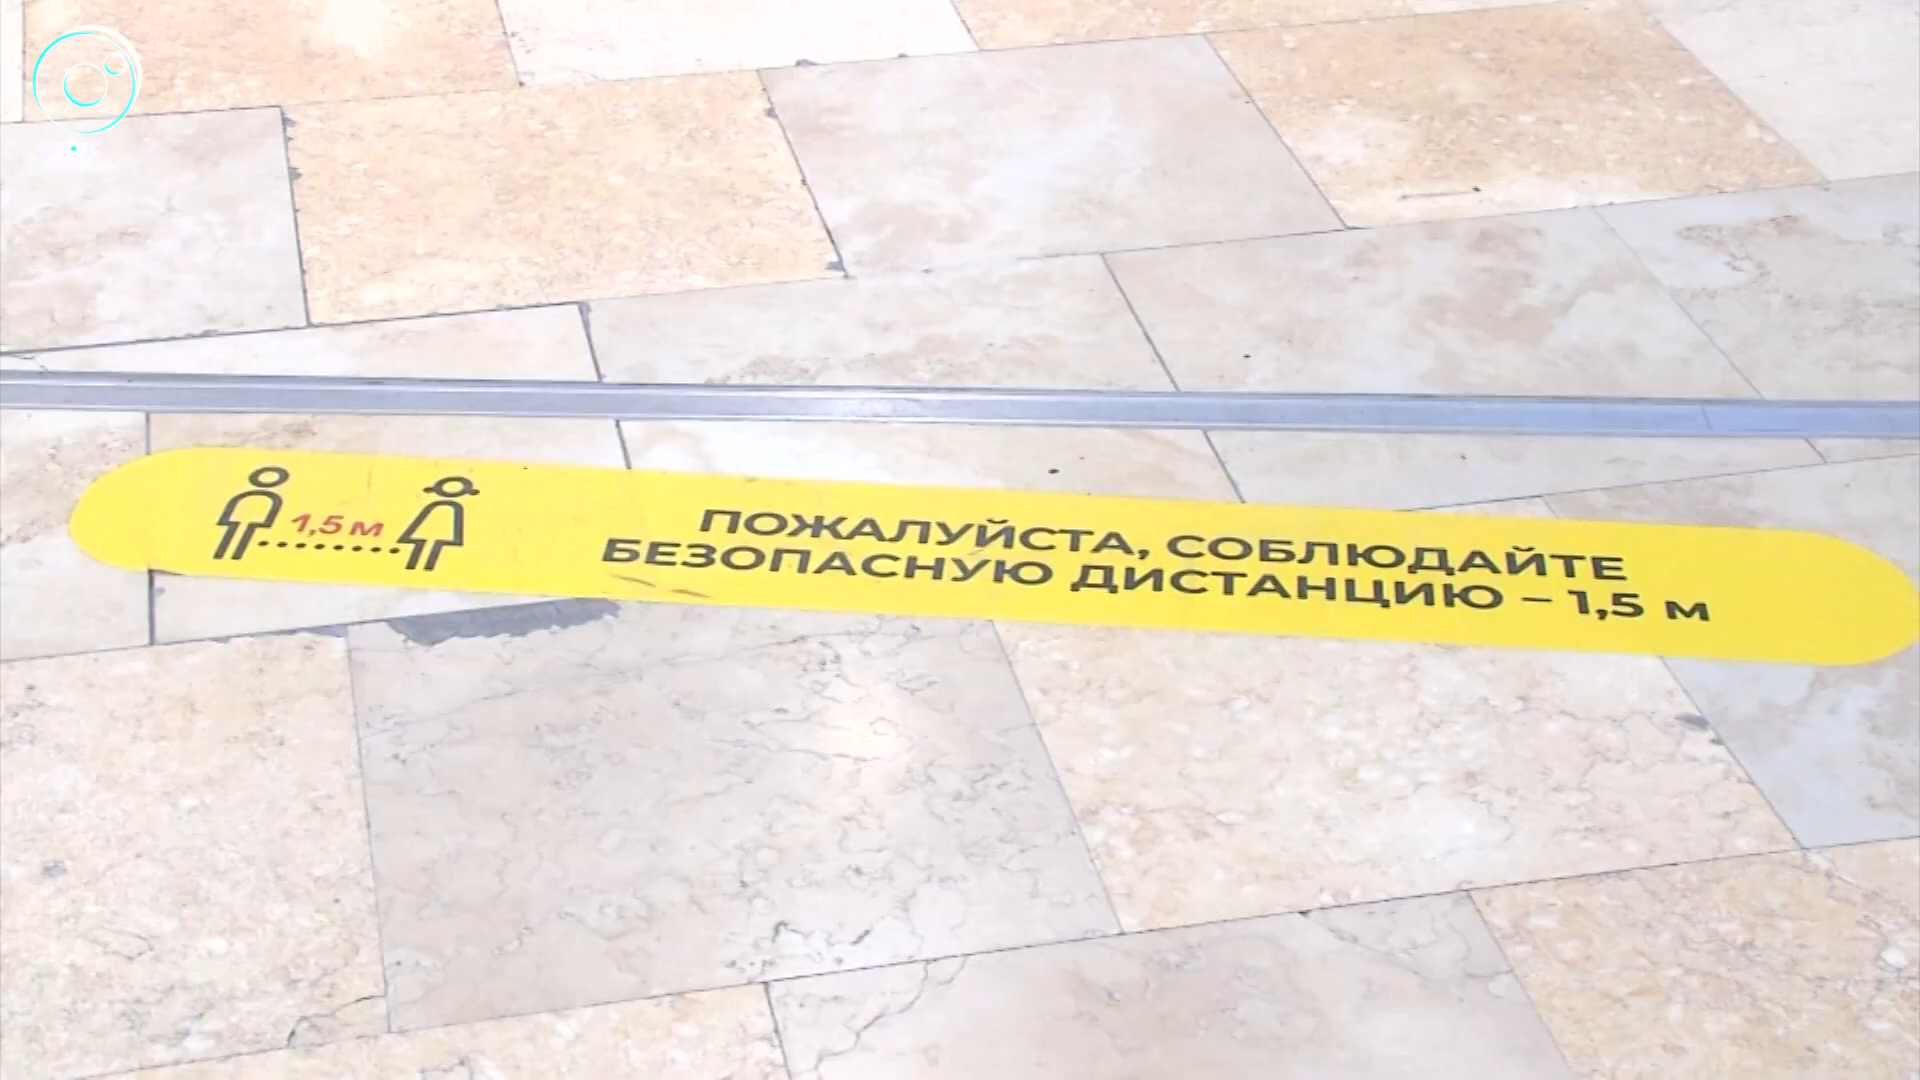 1,5 м
ПОЖАЛУЙСТА, СОБЛЮДАЙТЕ
БЕЗОПАСНУЮ ДИСТАНЦИЮ – 1,5 м